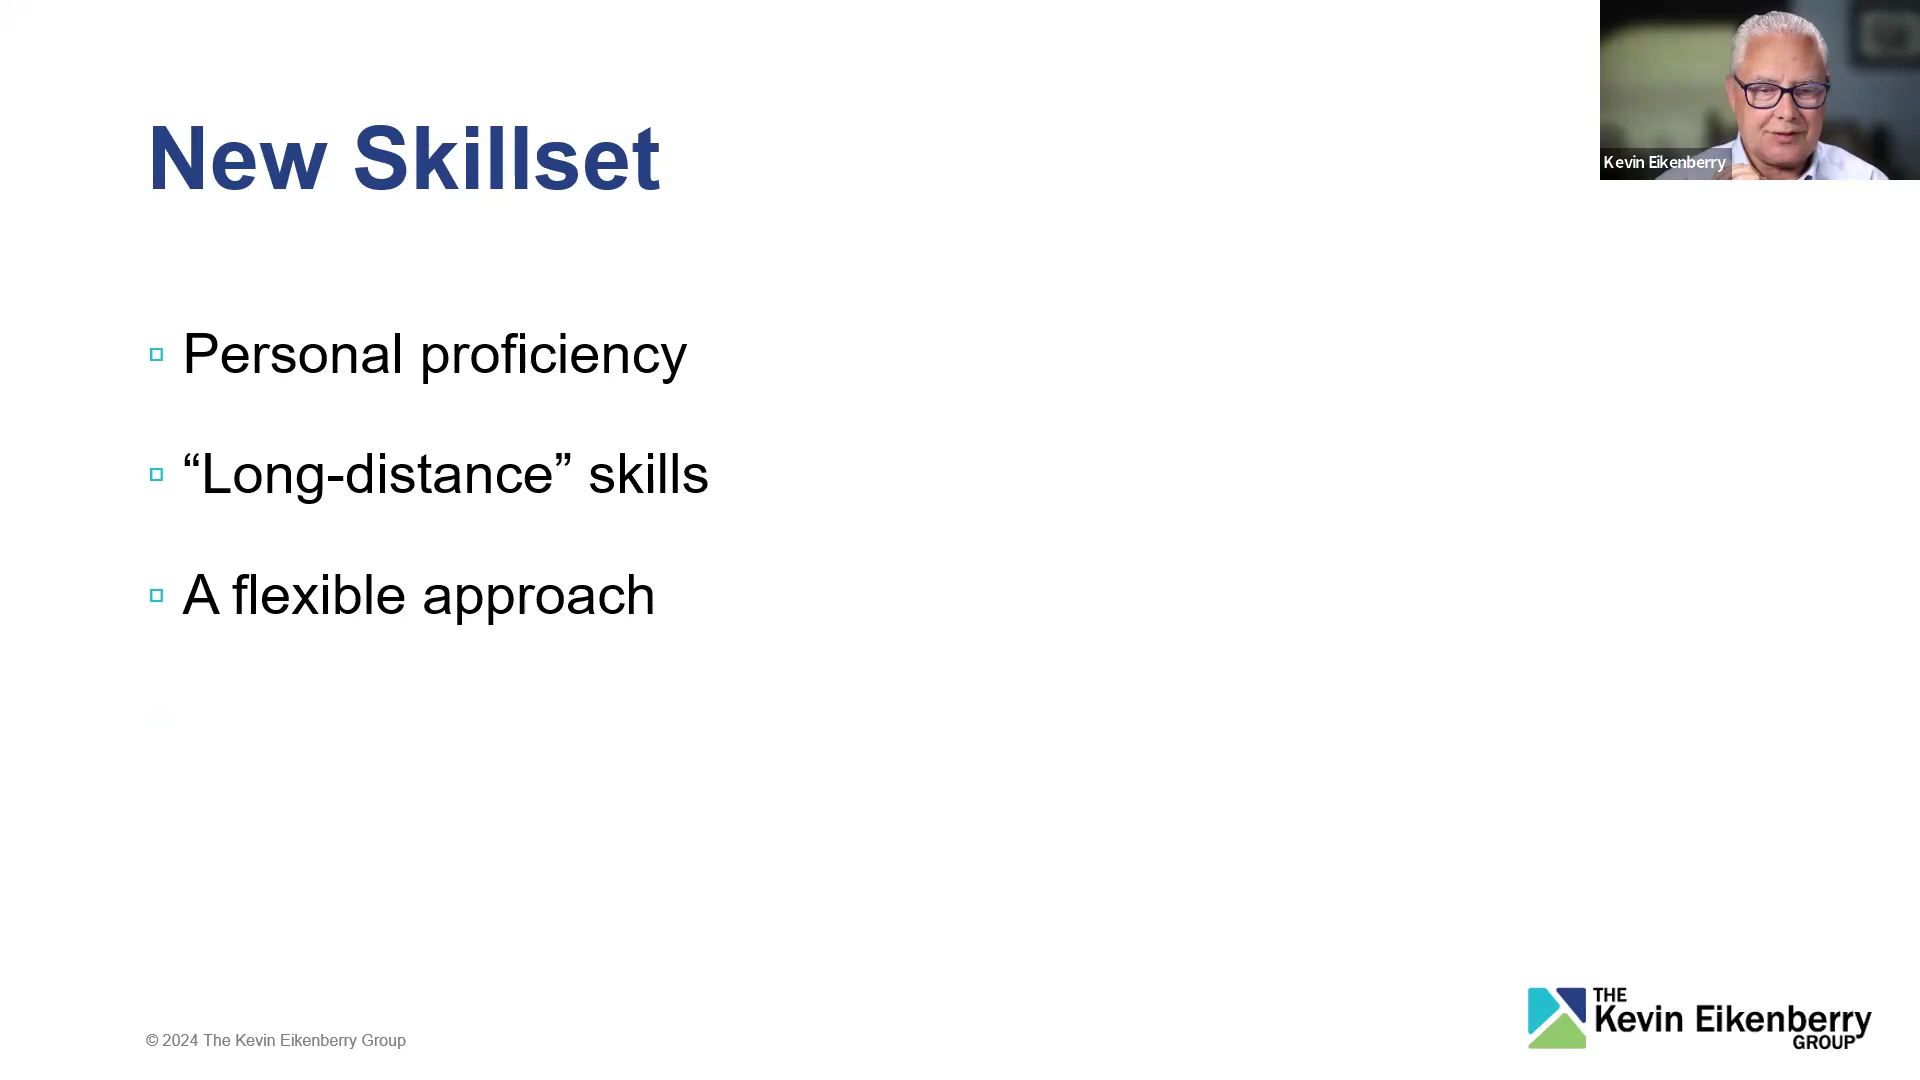 New Skillset
Kevin Eikenberry
Personal proficiency
“Long-distance” skills
A flexible approach
© 2024 The Kevin Eikenberry Group
THE
Kevin Eikenberry
GROUP